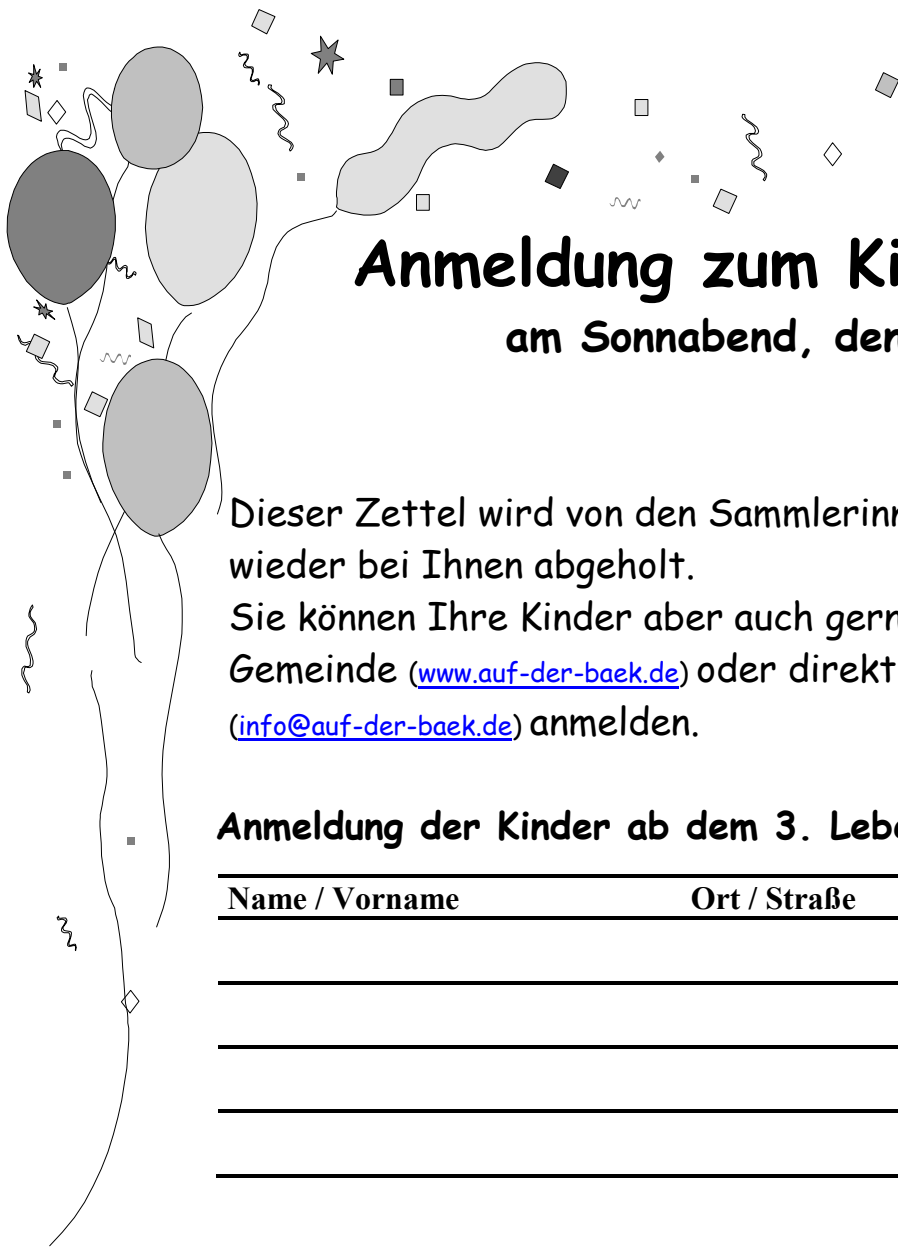 Anmeldung zum Ki
am Sonnabend, den
Dieser Zettel wird von den Sammlerinn
wieder bei Ihnen abgeholt.
Sie können Ihre Kinder aber auch gern
Gemeinde (www.auf-der-baek.de) oder direkt
(info@auf-der-baek.de) anmelden.
Anmeldung der Kinder ab dem 3. Lebe
Name / Vorname Ort / Straße